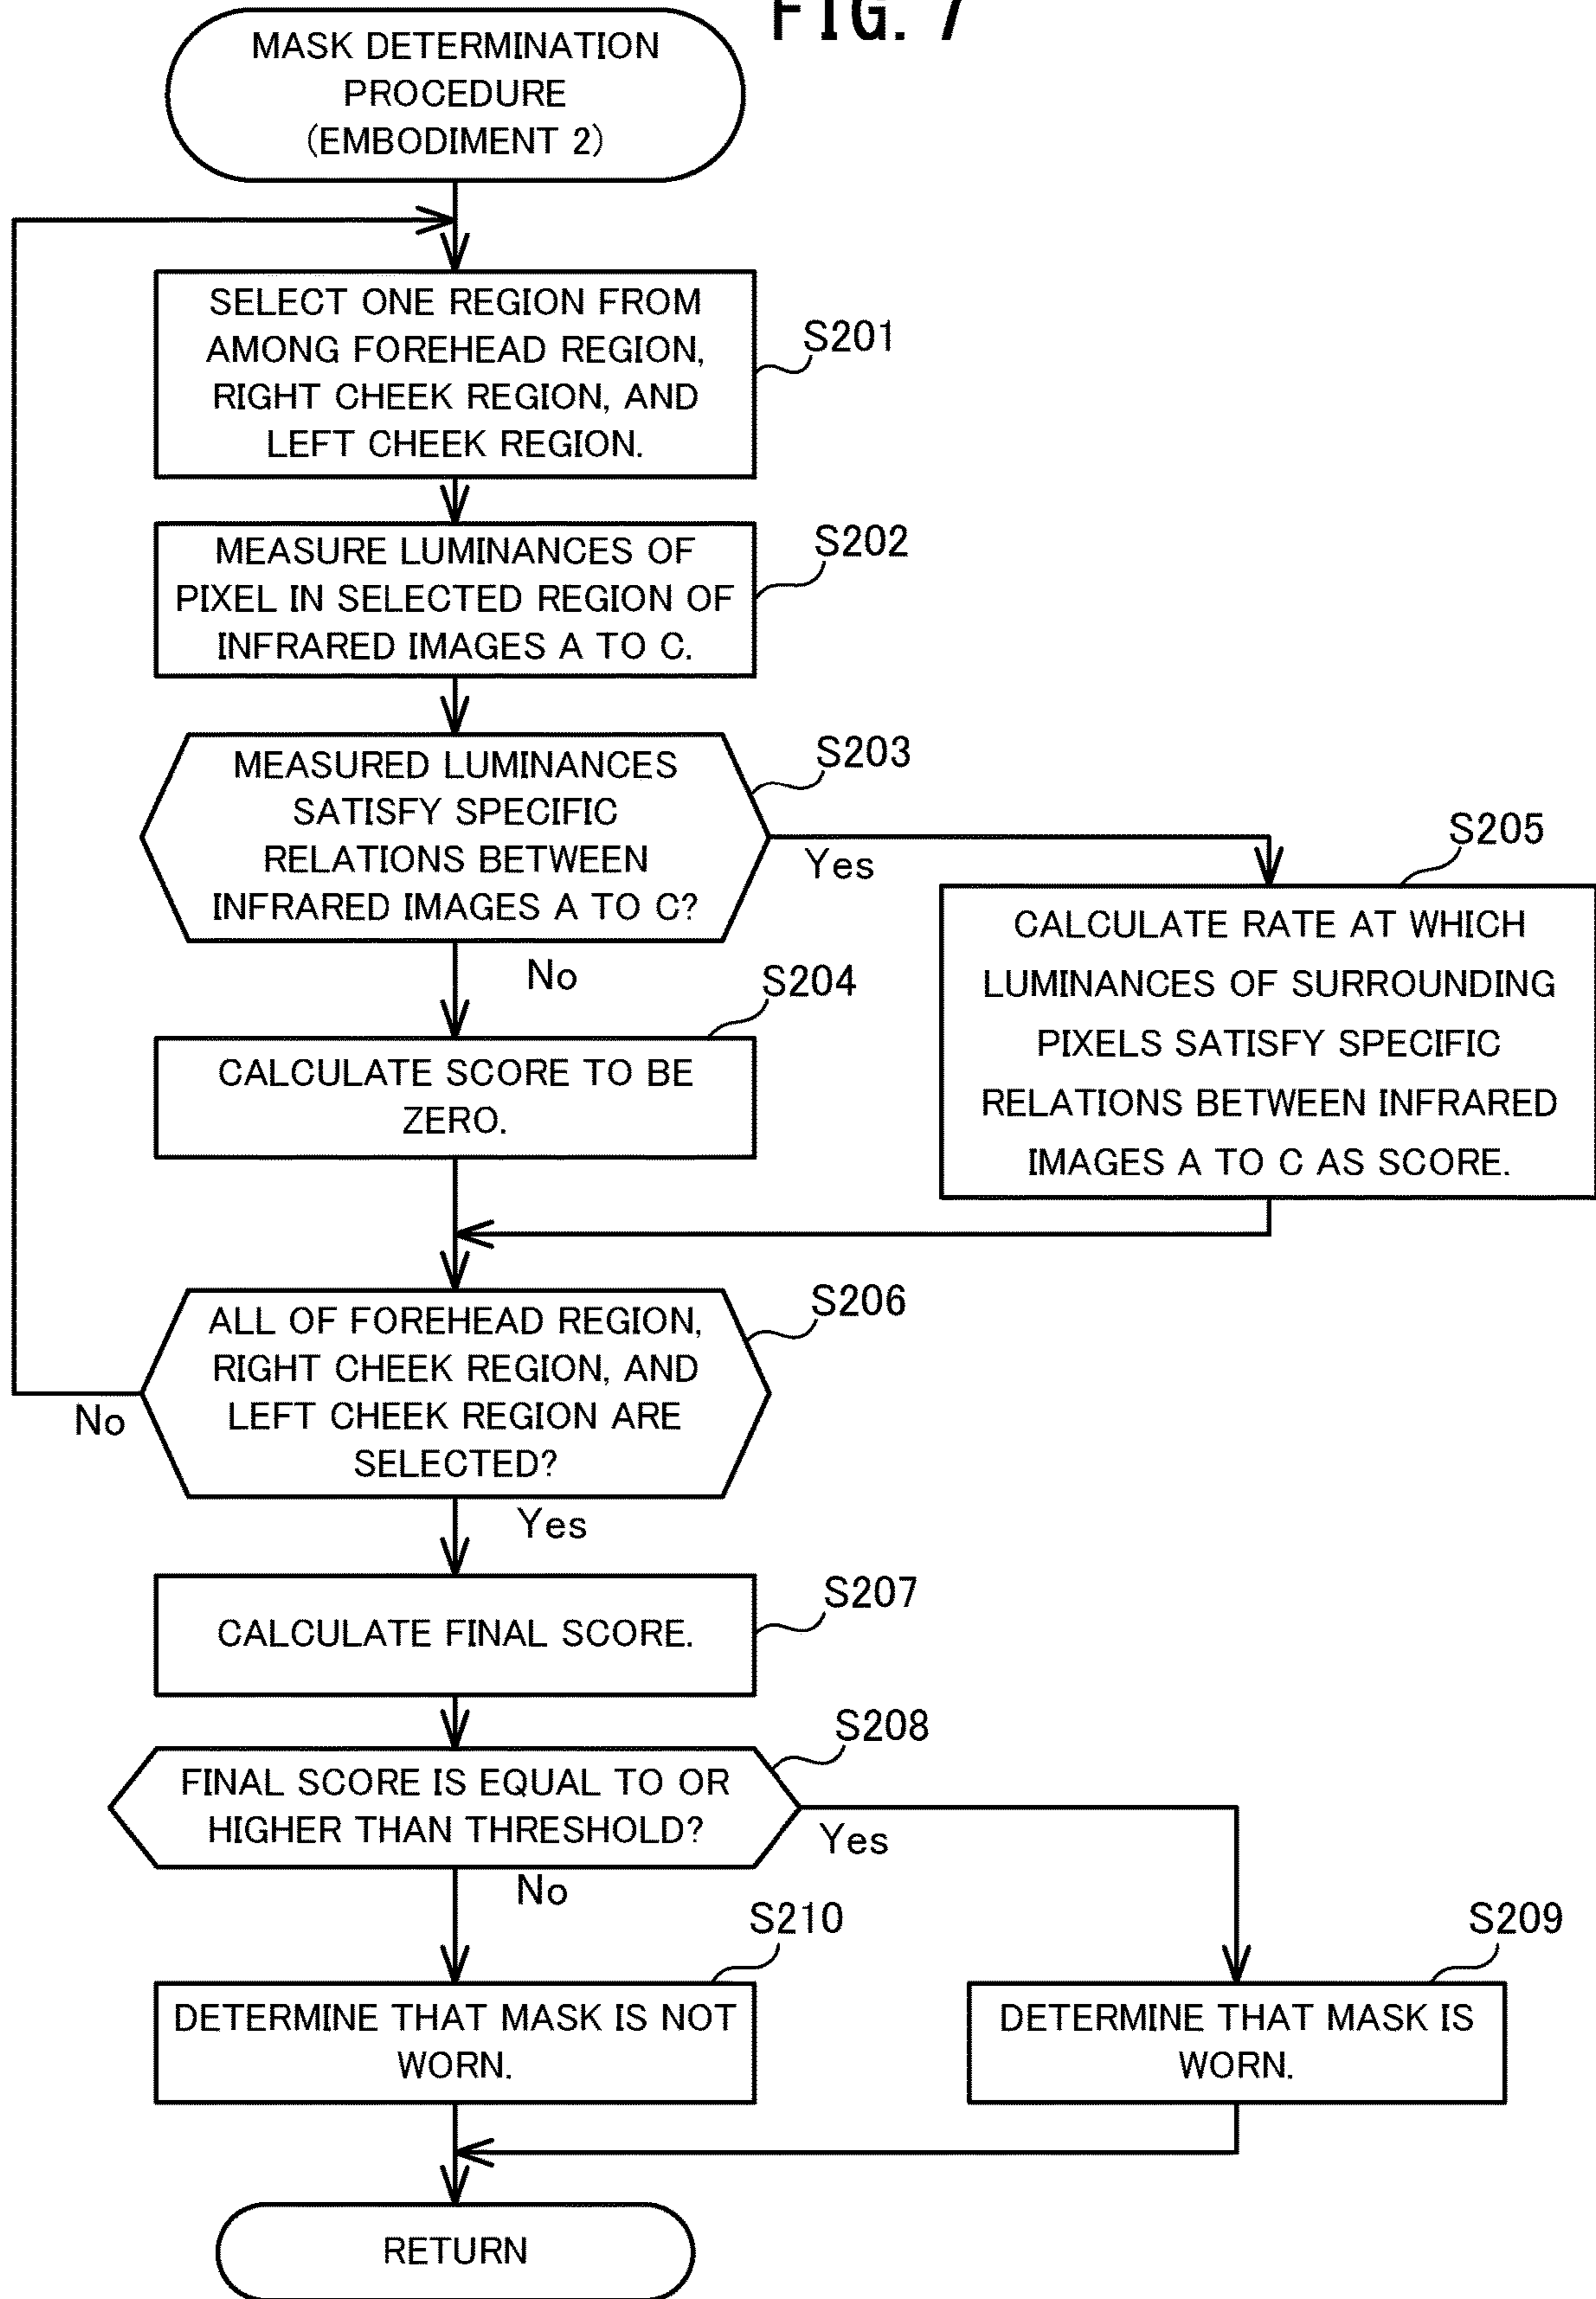 FIG. 7
MASK DETERMINATION
PROCEDURE
(EMBODIMENT 2)
SELECT ONE REGION FROM
AMONG FOREHEAD REGION,
RIGHT CHEEK REGION, AND
LEFT CHEEK REGION.
S201
MEASURE LUMINANCES OF
PIXEL IN SELECTED REGION OF
INFRARED IMAGES A TO C.
S202
MEASURED LUMINANCES
SATISFY SPECIFIC
RELATIONS BETWEEN
INFRARED IMAGES A TO C?
S203
Yes
No
S204
CALCULATE SCORE TO BE
ZERO.
S205
CALCULATE RATE AT WHICH
LUMINANCES OF SURROUNDING
PIXELS SATISFY SPECIFIC
RELATIONS BETWEEN INFRARED
IMAGES A TO C AS SCORE.
S206
ALL OF FOREHEAD REGION,
RIGHT CHEEK REGION, AND
LEFT CHEEK REGION ARE
SELECTED?
No
Yes
S207
CALCULATE FINAL SCORE.
S208
FINAL SCORE IS EQUAL TO OR
HIGHER THAN THRESHOLD?
Yes
No
S210
DETERMINE THAT MASK IS NOT
WORN.
S209
DETERMINE THAT MASK IS
WORN.
RETURN